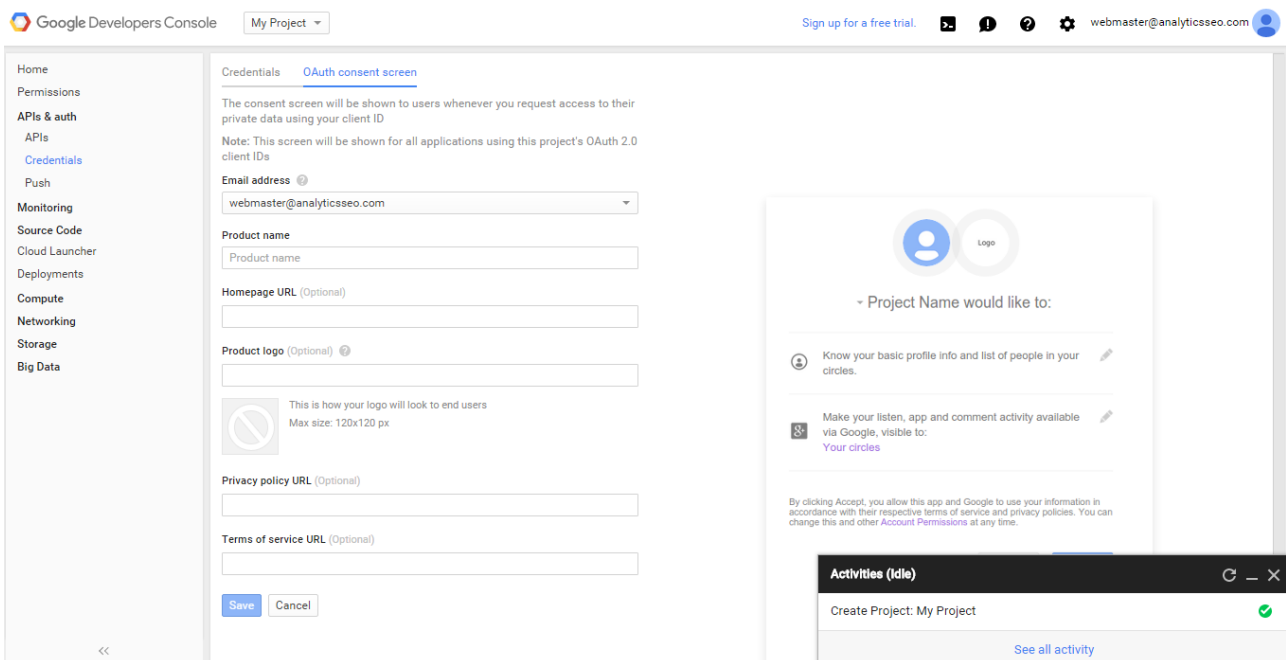 Google Developers Console
My Project
Sign up for a free trial.
webmaster@analyticsseo.com
Home
Permissions
APIs & auth
APIs
Credentials
Push
Monitoring
Source Code
Cloud Launcher
Deployments
Compute
Networking
Storage
Big Data
Credentials
OAuth consent screen
The consent screen will be shown to users whenever you request access to their
private data using your client ID
Note: This screen will be shown for all applications using this project's OAuth 2.0
client IDs
Email address
webmaster@analyticsseo.com
Product name
Product name
Homepage URL (Optional)
Product logo (Optional)
This is how your logo will look to end users
Max size: 120x120 px
Privacy policy URL (Optional)
Terms of service URL (Optional)
Save
Cancel
Logo
Project Name would like to:
Know your basic profile info and list of people in your
circles.
Make your listen, app and comment activity available
via Google, visible to:
Your circles
By clicking Accept, you allow this app and Google to use your information in
accordance with their respective terms of service and privacy policies. You can
change this and other Account Permissions at any time.
Activities (Idle)
Create Project: My Project
See all activity